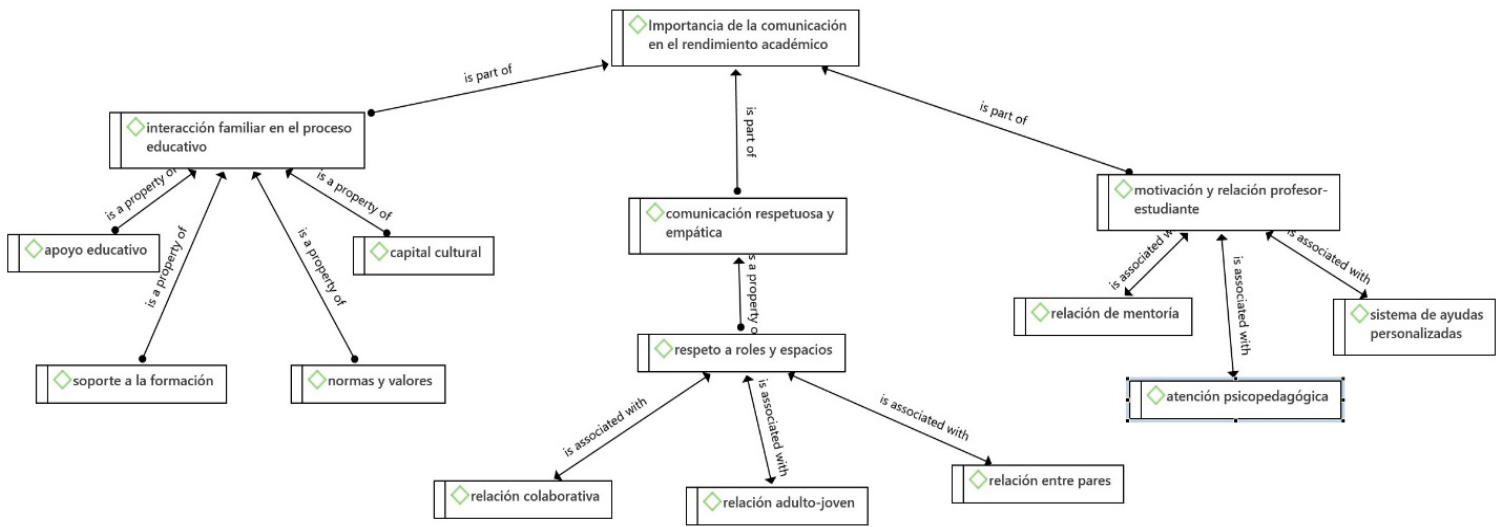 Importancia de la comunicación
en el rendimiento académico
is part of
is part of
is part of
interacción familiar en el proceso
educativo
motivación y relación profesor-
estudiante
comunicación respetuosa y
empática
is a property of
is a property of
is a property of
is a property of
apoyo educativo
capital cultural
soporte a la formación
normas y valores
is a property o
respeto a roles y espacios
is associated with
is associated with
is associated with
relación colaborativa
relación adulto-joven
relación entre pares
is associated w
is associated with
is associated with
relación de mentoría
sistema de ayudas
personalizadas
atención psicopedagógica